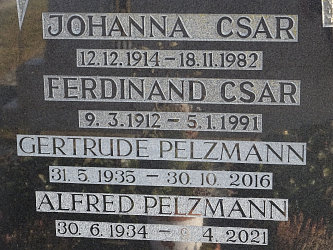 JOHANNA CSAR
12.12.1914-18.11.1982
FERDINAND CSAR
9.3.1912-5.1.1991
GERTRUDE PELZMANN
31.5.1935 - 30.10.2016
ALFRED PELZMANN
30.6.1934 - 4.2021